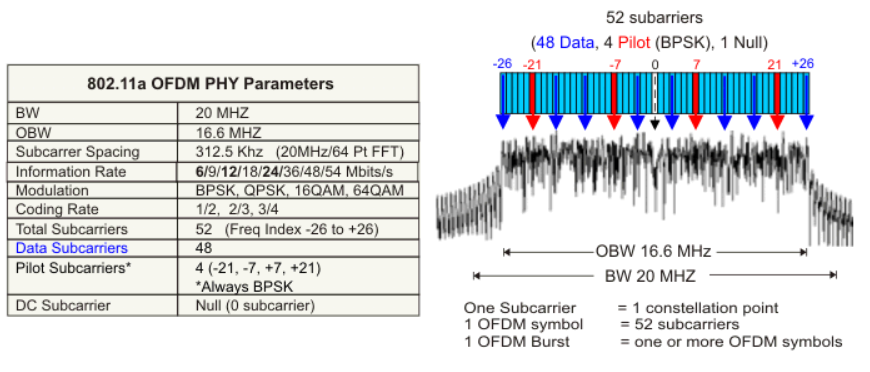 802.11a OFDM PHY Parameters
BW 20 MHZ
OBW 16.6 MHZ
Subcarrer Spacing 312.5 Khz (20MHz/64 Pt FFT)
Information Rate 6/9/12/18/24/36/48/54 Mbits/s
Modulation BPSK, QPSK, 16QAM, 64QAM
Coding Rate 1/2, 2/3, 3/4
Total Subcarriers 52 (Freq Index -26 to +26)
Data Subcarriers 48
Pilot Subcarriers* 4 (-21, -7, +7, +21)
*Always BPSK
DC Subcarrier Null (0 subcarrier)
52 subarriers
(48 Data, 4 Pilot (BPSK), 1 Null)
-26 -21 -7 0 7 21 +26
OBW 16.6 MHz
BW 20 MHZ
One Subcarrier = 1 constellation point
1 OFDM symbol = 52 subcarriers
1 OFDM Burst = one or more OFDM symbols